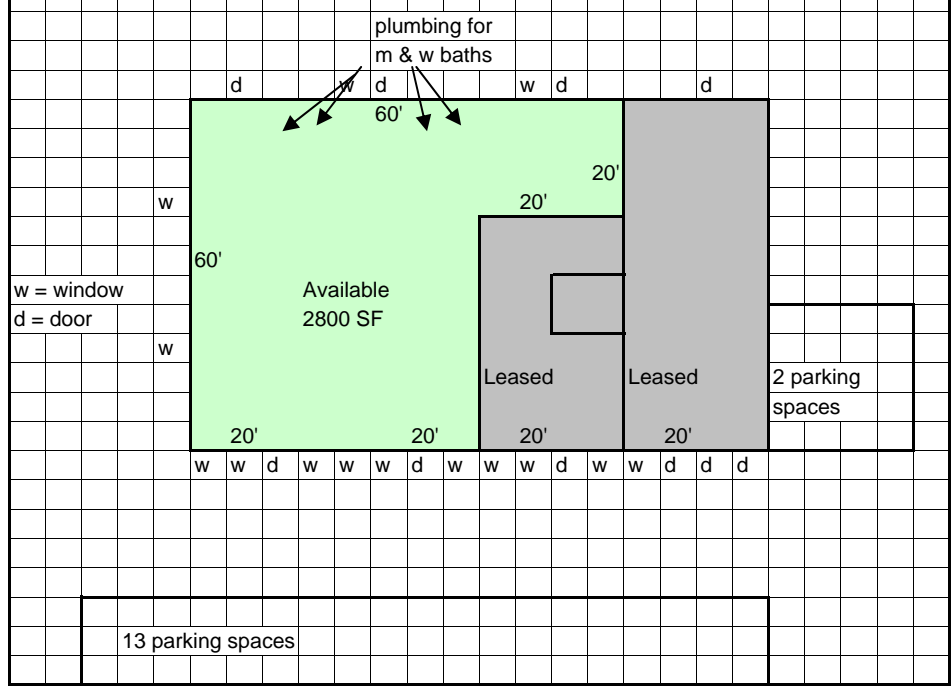 plumbing for
m & w baths
d w d w d d
60'
20'
w 20'
60'
w = window Available
d = door 2800 SF
w
Leased Leased 2 parking
spaces
20' 20' 20' 20'
w w d w w w d w w w d w w d d d
13 parking spaces